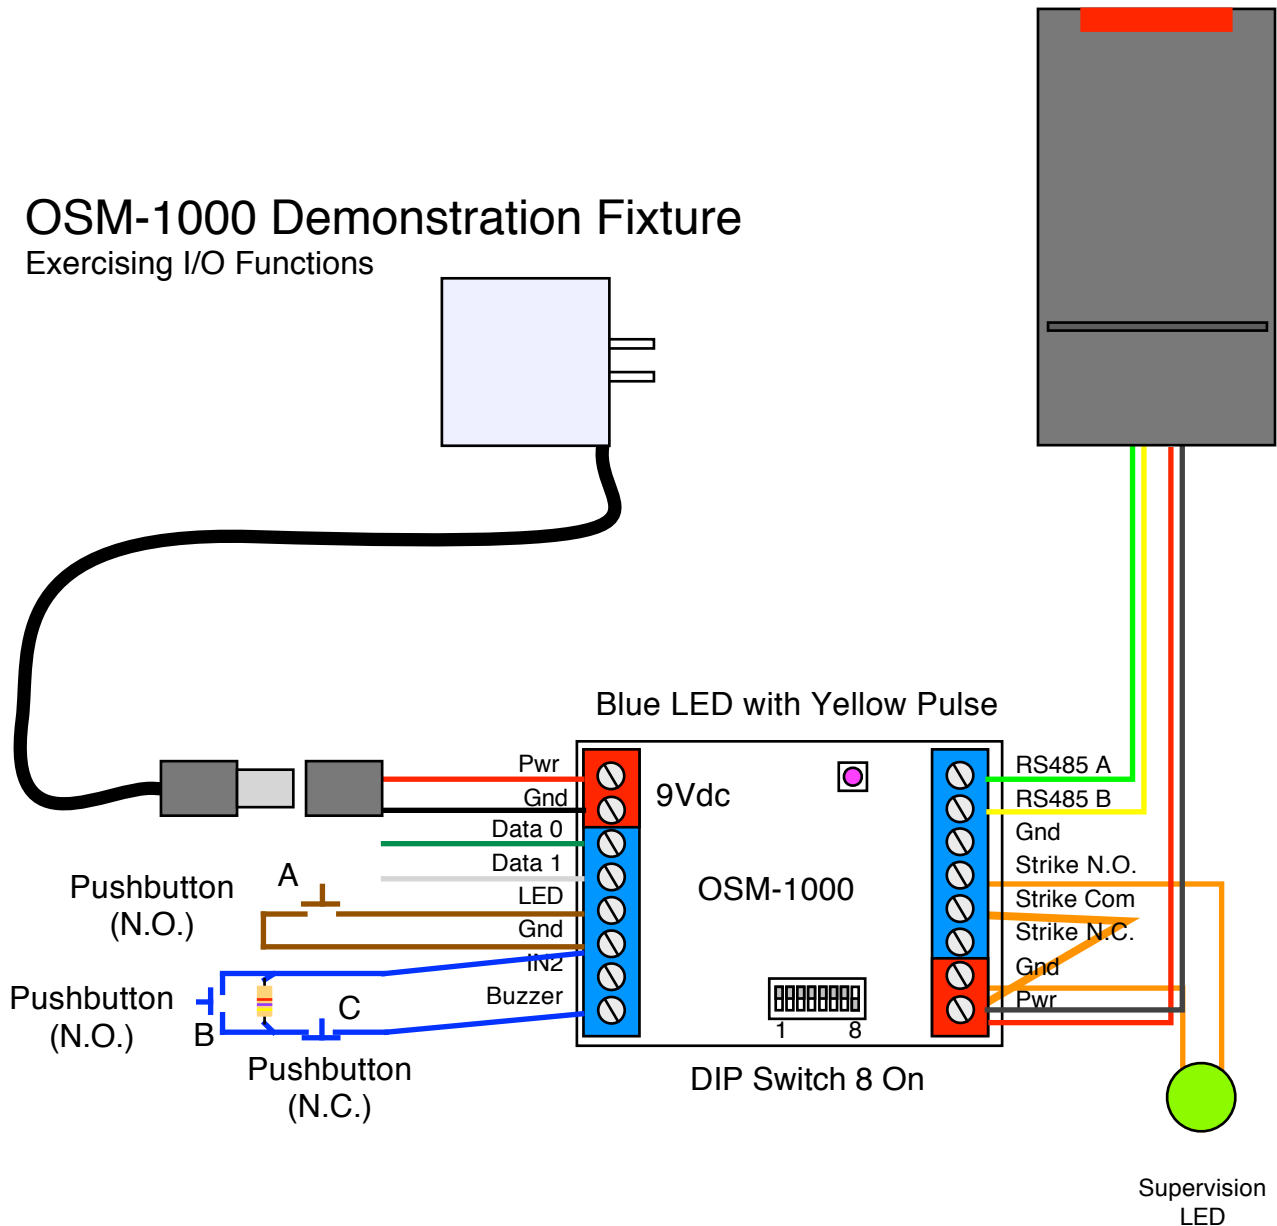 OSM-1000 Demonstration Fixture
Exercising I/O Functions
Blue LED with Yellow Pulse
Pwr
Gnd
Data 0
Data 1
LED
Gnd
IN2
Buzzer
9Vdc
OSM-1000
1 8
RS485 A
RS485 B
Gnd
Strike N.O.
Strike Com
Strike N.C.
Gnd
Pwr
A
Pushbutton
(N.O.)
Pushbutton
(N.O.)
B
C
Pushbutton
(N.C.)
DIP Switch 8 On
Supervision
LED